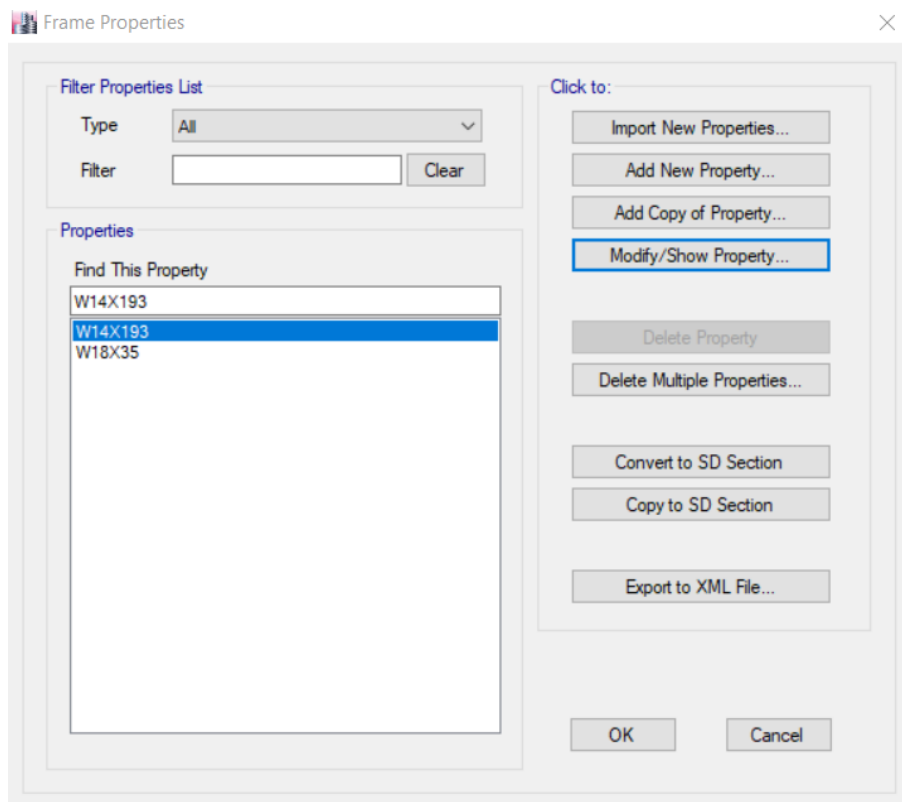 Frame Properties
Filter Properties List
Type
All
Filter
Clear
Properties
Find This Property
W14X193
W14X193
W18X35
Click to:
Import New Properties...
Add New Property...
Add Copy of Property...
Modify/Show Property...
Delete Property
Delete Multiple Properties...
Convert to SD Section
Copy to SD Section
Export to XML File...
OK
Cancel